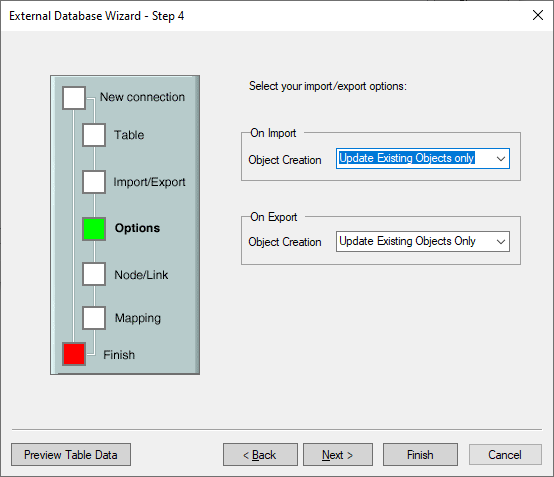 External Database Wizard - Step 4
New connection
Table
Import/Export
Options
Node/Link
Mapping
Finish
Select your import/export options:
On Import
Object Creation Update Existing Objects only
On Export
Object Creation Update Existing Objects Only
Preview Table Data < Back Next > Finish Cancel